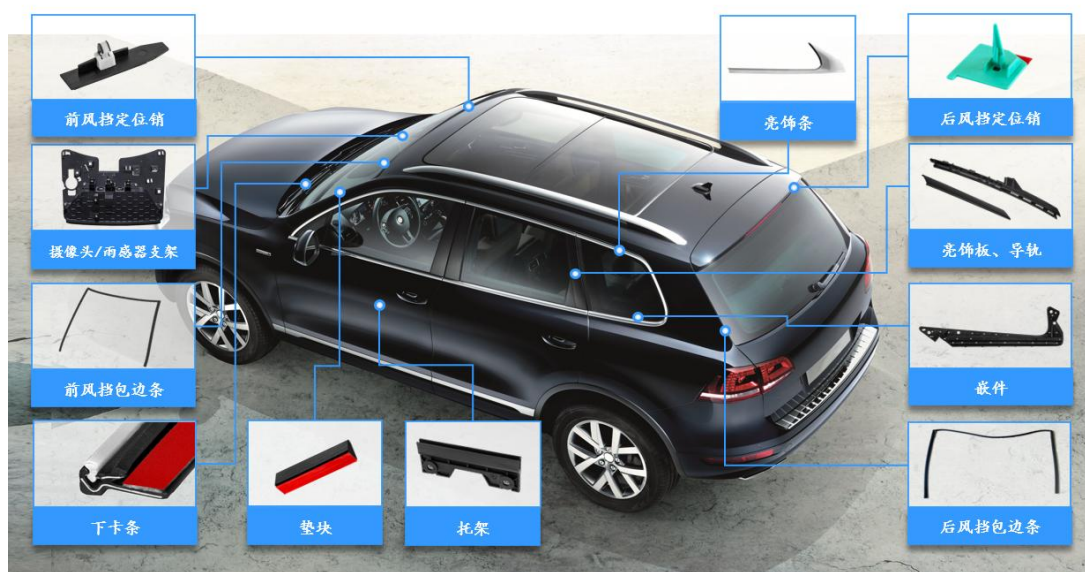 前风挡定位销
亮饰条
后风挡定位销
摄像头/雨感器支架
亮饰板、导轨
前风挡包边条
嵌件
下卡条
垫块
托架
后风挡包边条